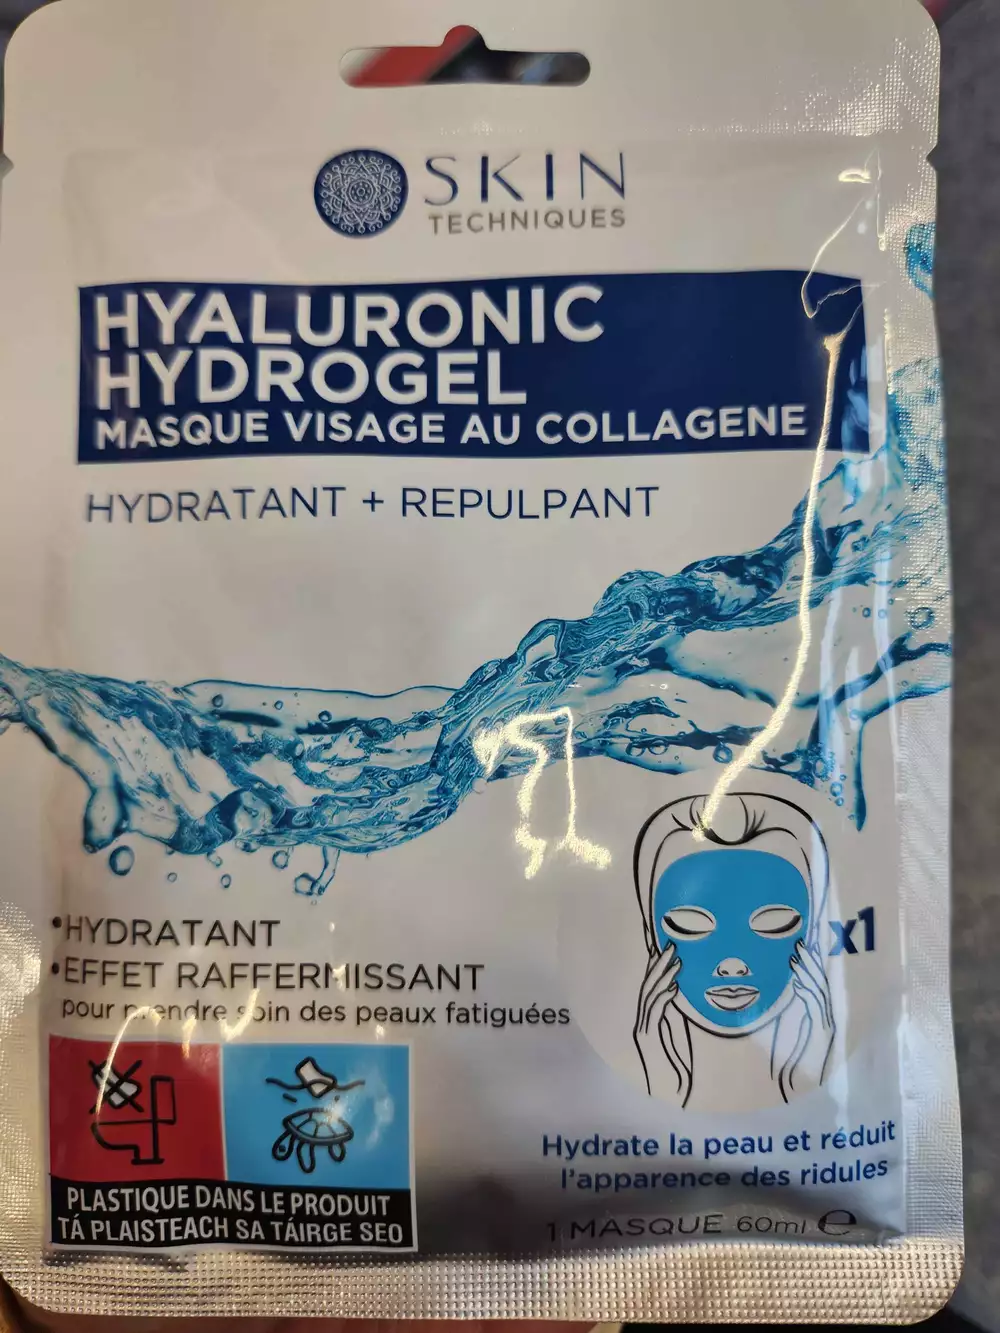 SKIN
TECHNIQUES
HYALURONIC
HYDROGEL
MASQUE VISAGE AU COLLAGENE
HYDRATANT + REPULPANT
•HYDRATANT
•EFFET RAFFERMISSANT
pour prendre soin des peaux fatiguées
x1
PLASTIQUE DANS LE PRODUIT
TÁ PLAISTEACH SA TÁIRGE SEO
Hydrate la peau et réduit
l'apparence des ridules
1 MASQUE 60ml ℮